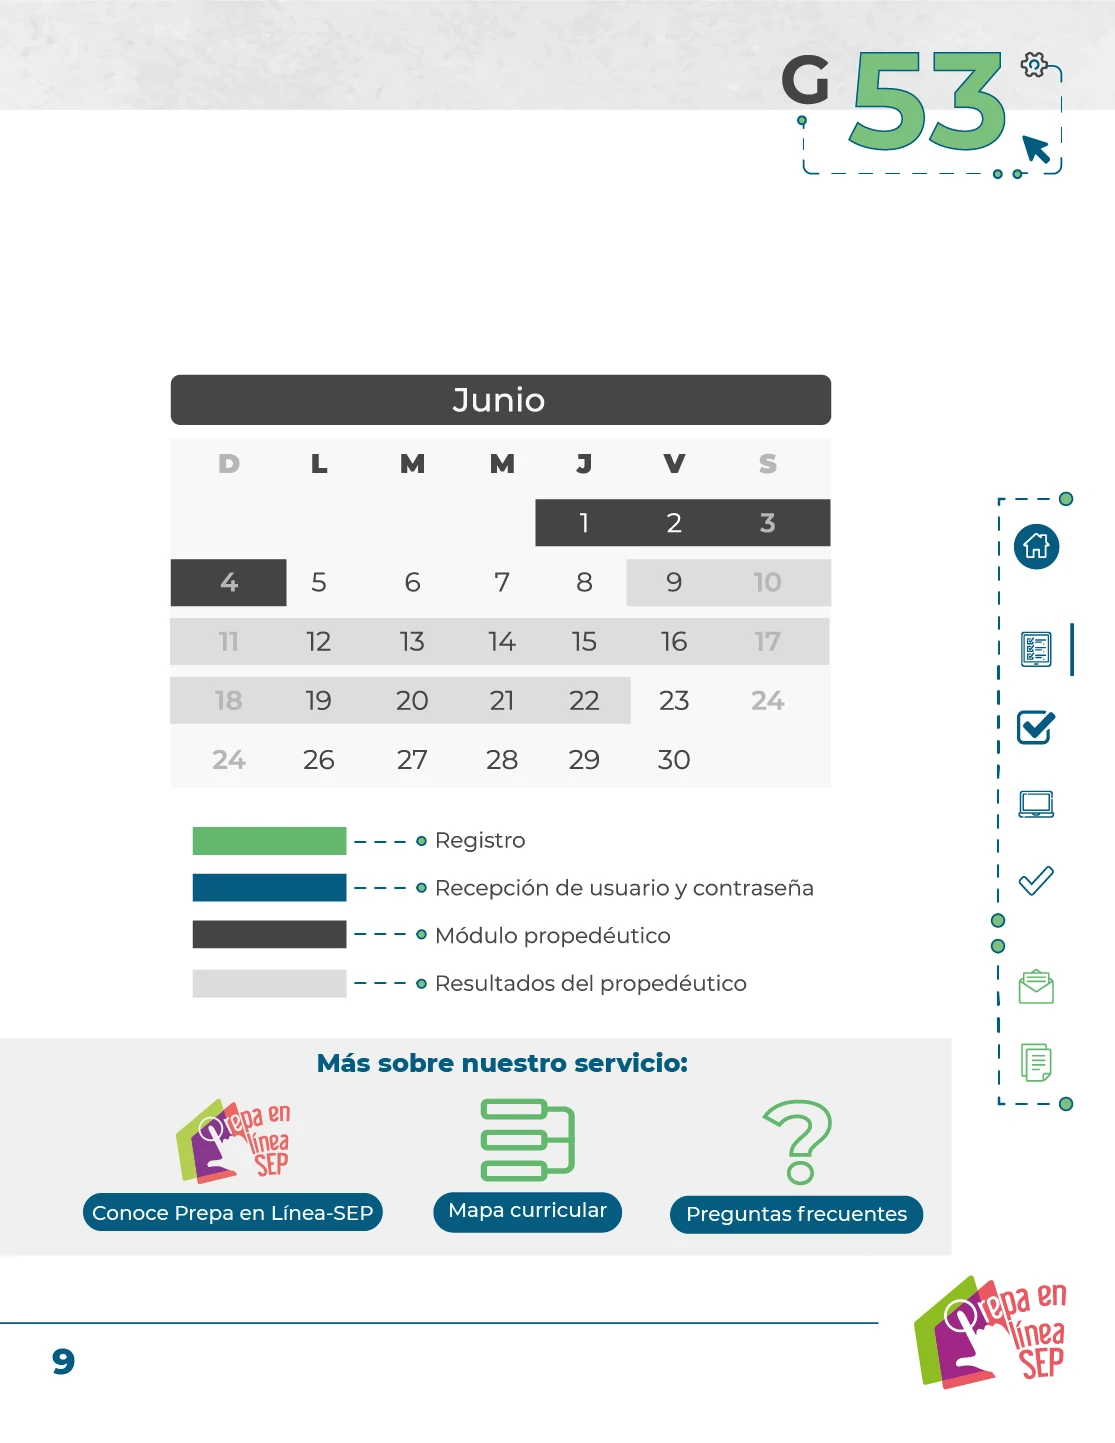 G 53
Junio
D L M M J V S
1 2 3
4 5 6 7 8 9 10
11 12 13 14 15 16 17
18 19 20 21 22 23 24
24 26 27 28 29 30
Registro
Recepción de usuario y contraseña
Módulo propedéutico
Resultados del propedéutico
Más sobre nuestro servicio:
Prepa en
línea
SEP
Conoce Prepa en Línea-SEP
Mapa curricular
?
Preguntas frecuentes
Prepa en
línea
SEP
9